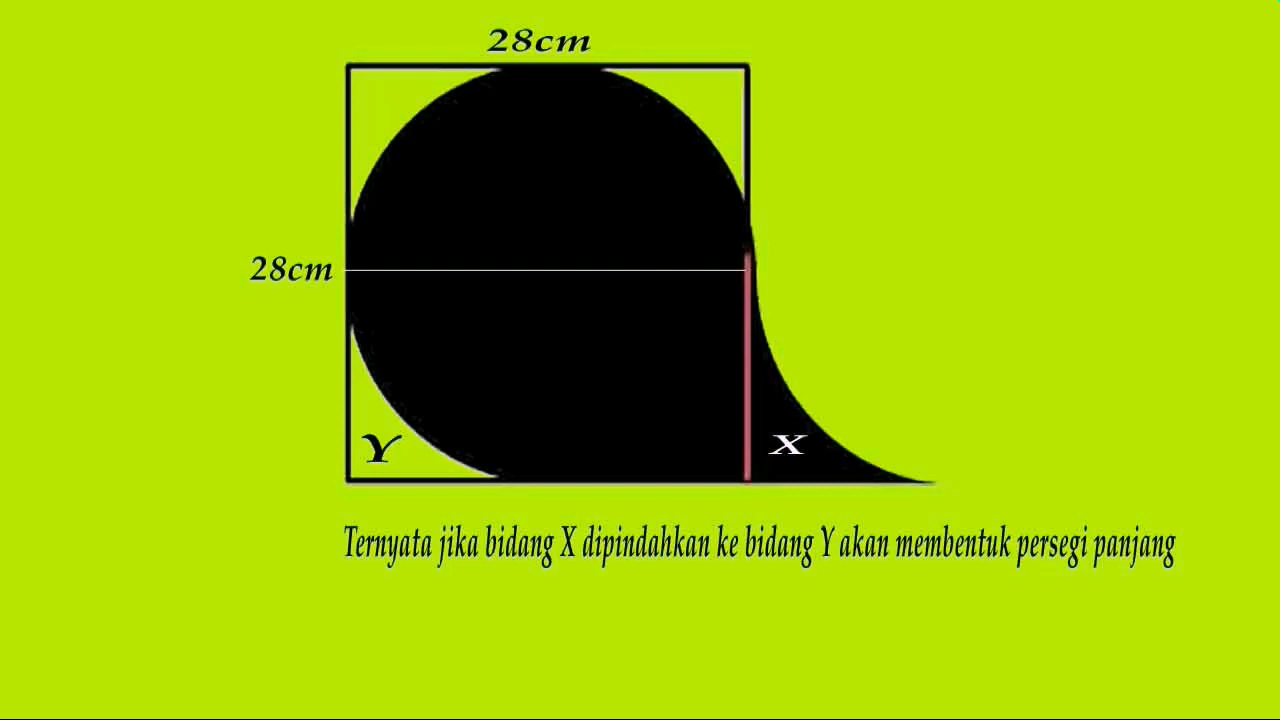 28cm
28cm
Y
X
Ternyata jika bidang X dipindahkan ke bidang Y akan membentuk persegi panjang